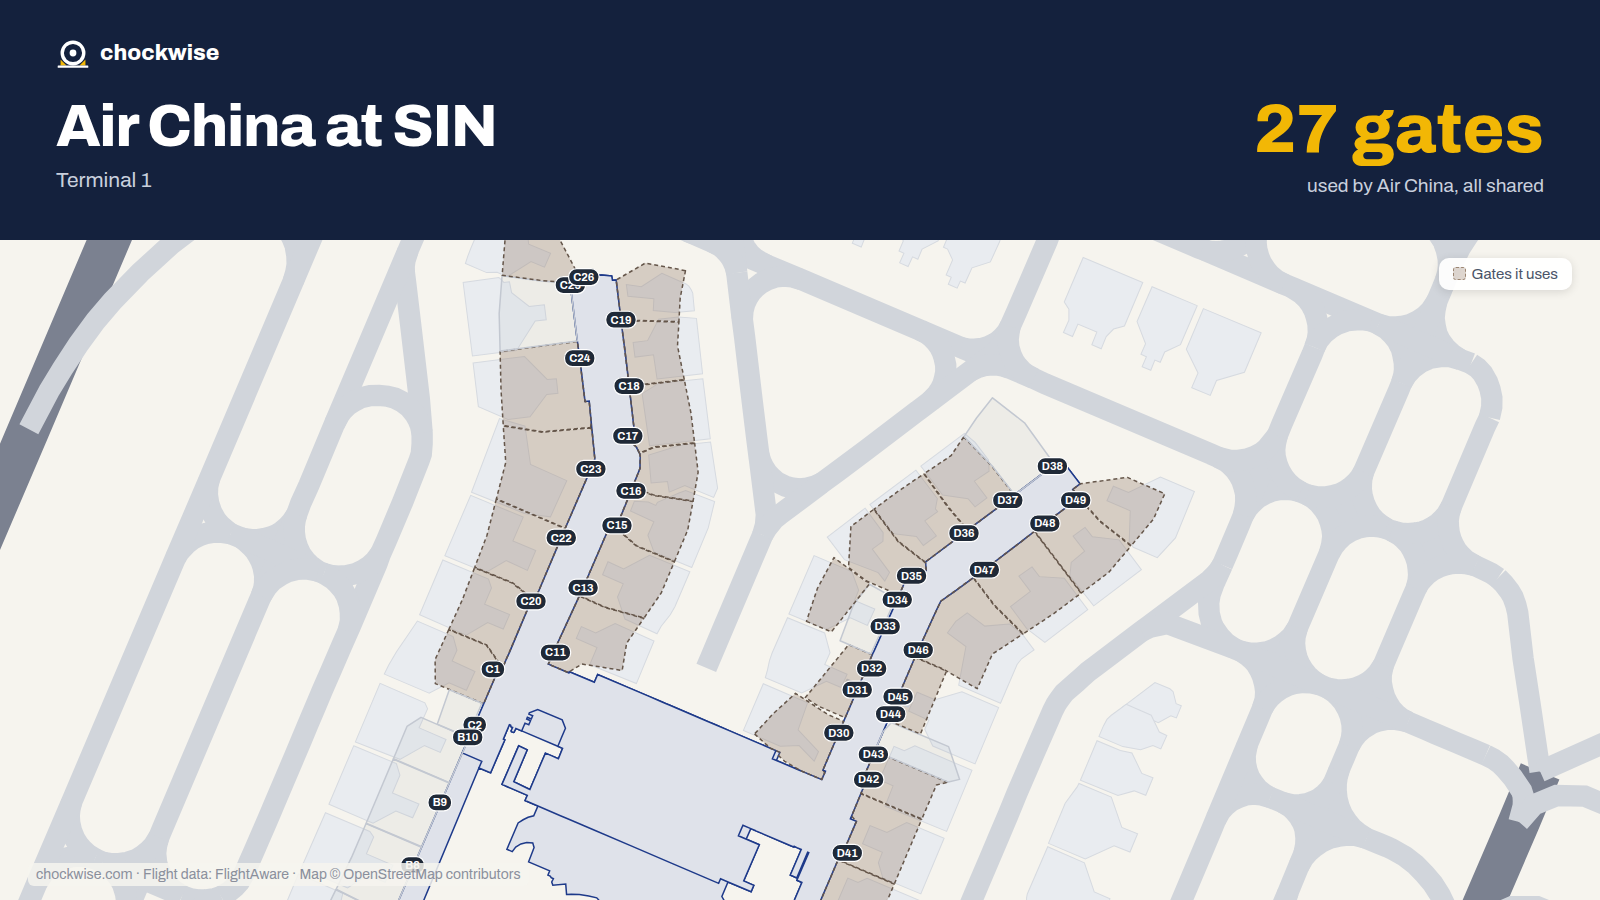 chockwise
Air China at SIN
Terminal 1
27 gates
used by Air China, all shared
Gates it uses
C26
C19
C24
C18
C17
C23
C16
C15
C22
C13
C20
C11
C1
C2
B10
B9
D38
D37
D49
D48
D36
D47
D35
D34
D33
D46
D32
D31
D45
D44
D30
D43
D42
D41
chockwise.com · Flight data: FlightAware · Map © OpenStreetMap contributors